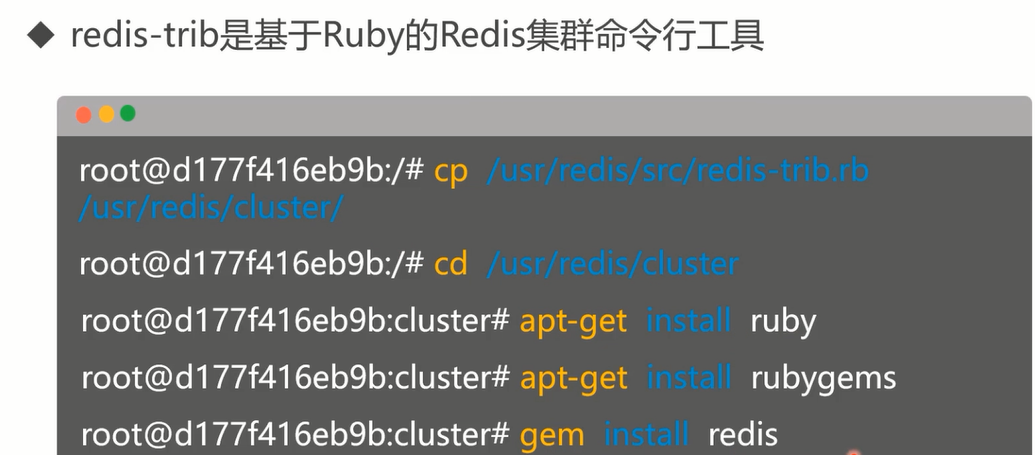 redis-trib是基于Ruby的Redis集群命令行工具
root@d177f416eb9b:/# cp /usr/redis/src/redis-trib.rb
/usr/redis/cluster/
root@d177f416eb9b:/# cd /usr/redis/cluster
root@d177f416eb9b:cluster# apt-get install ruby
root@d177f416eb9b:cluster# apt-get install rubygems
root@d177f416eb9b:cluster# gem install redis